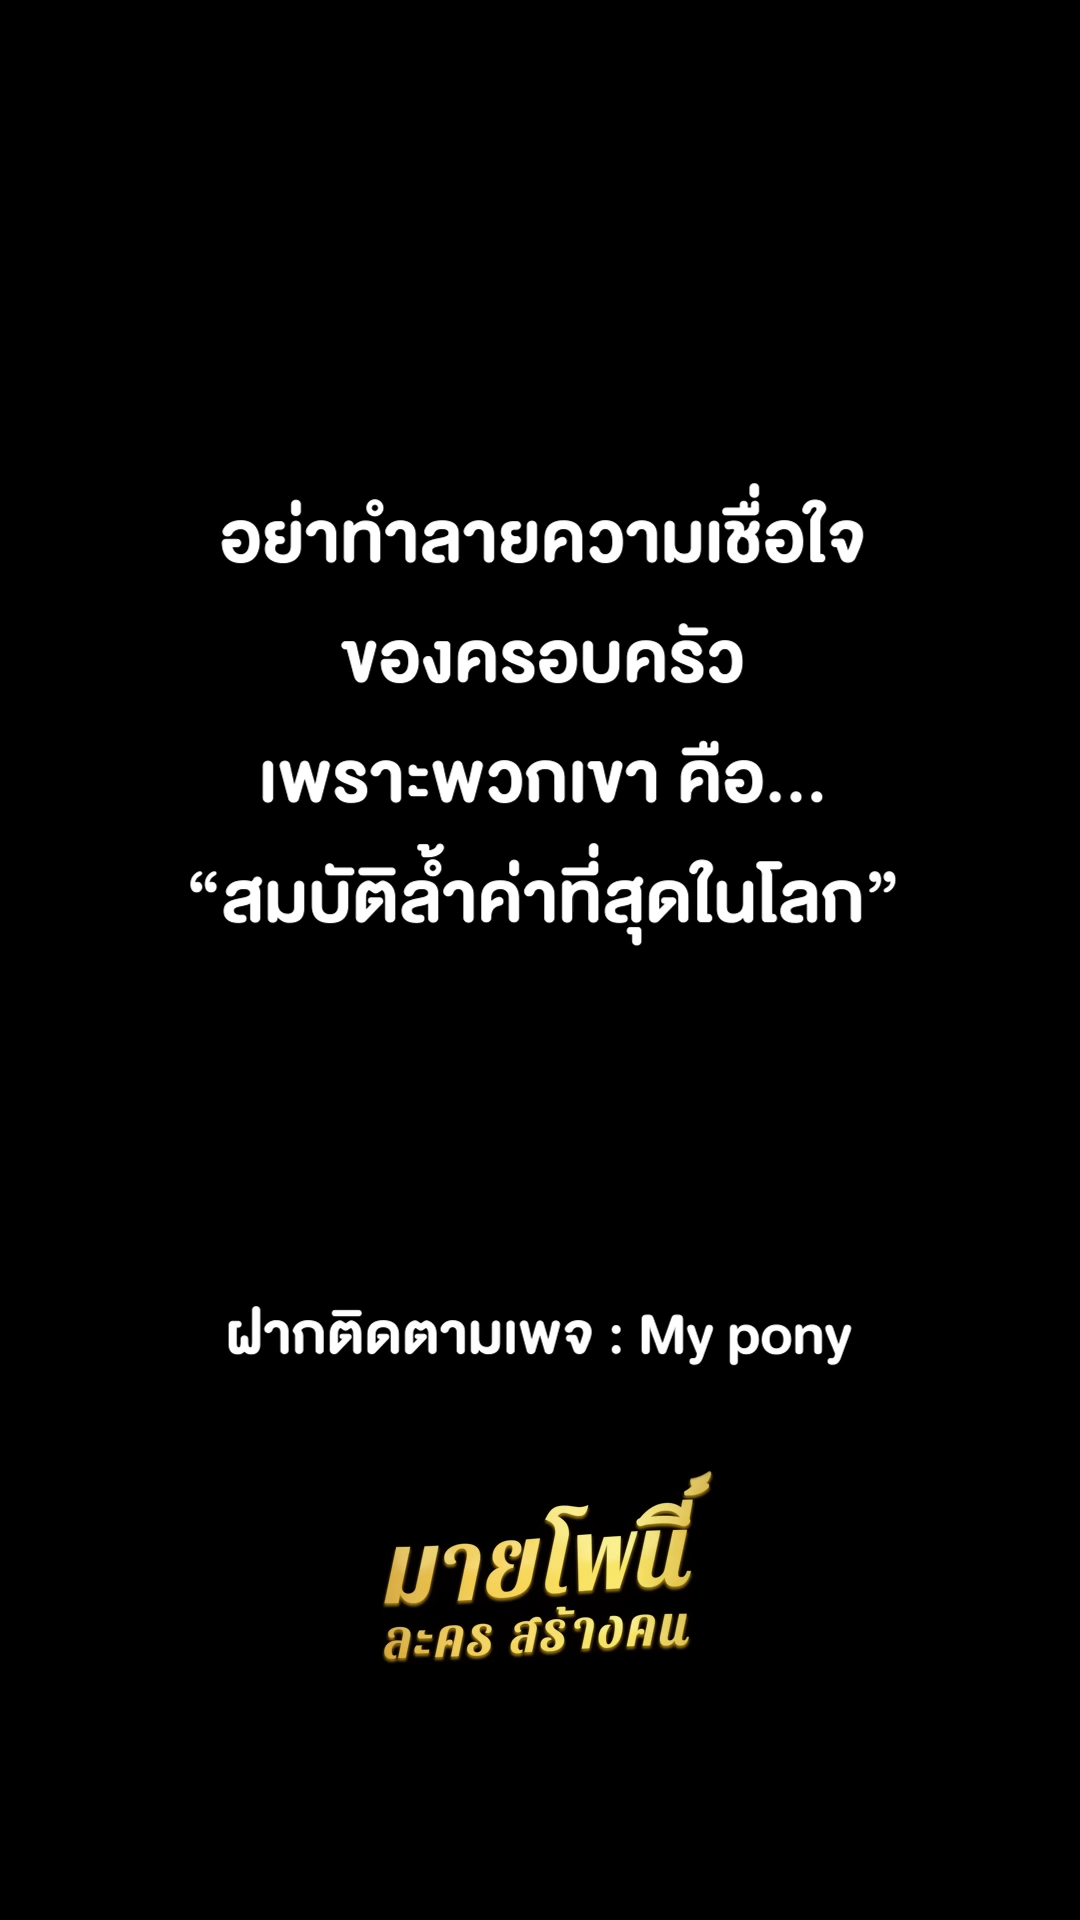 อย่าทำลายความเชื่อใจ
ของครอบครัว
เพราะพวกเขา คือ...
“สมบัติล้ำค่าที่สุดในโลก”
ฝากติดตามเพจ : My pony
มายโพนี่
ละคร สร้างคน